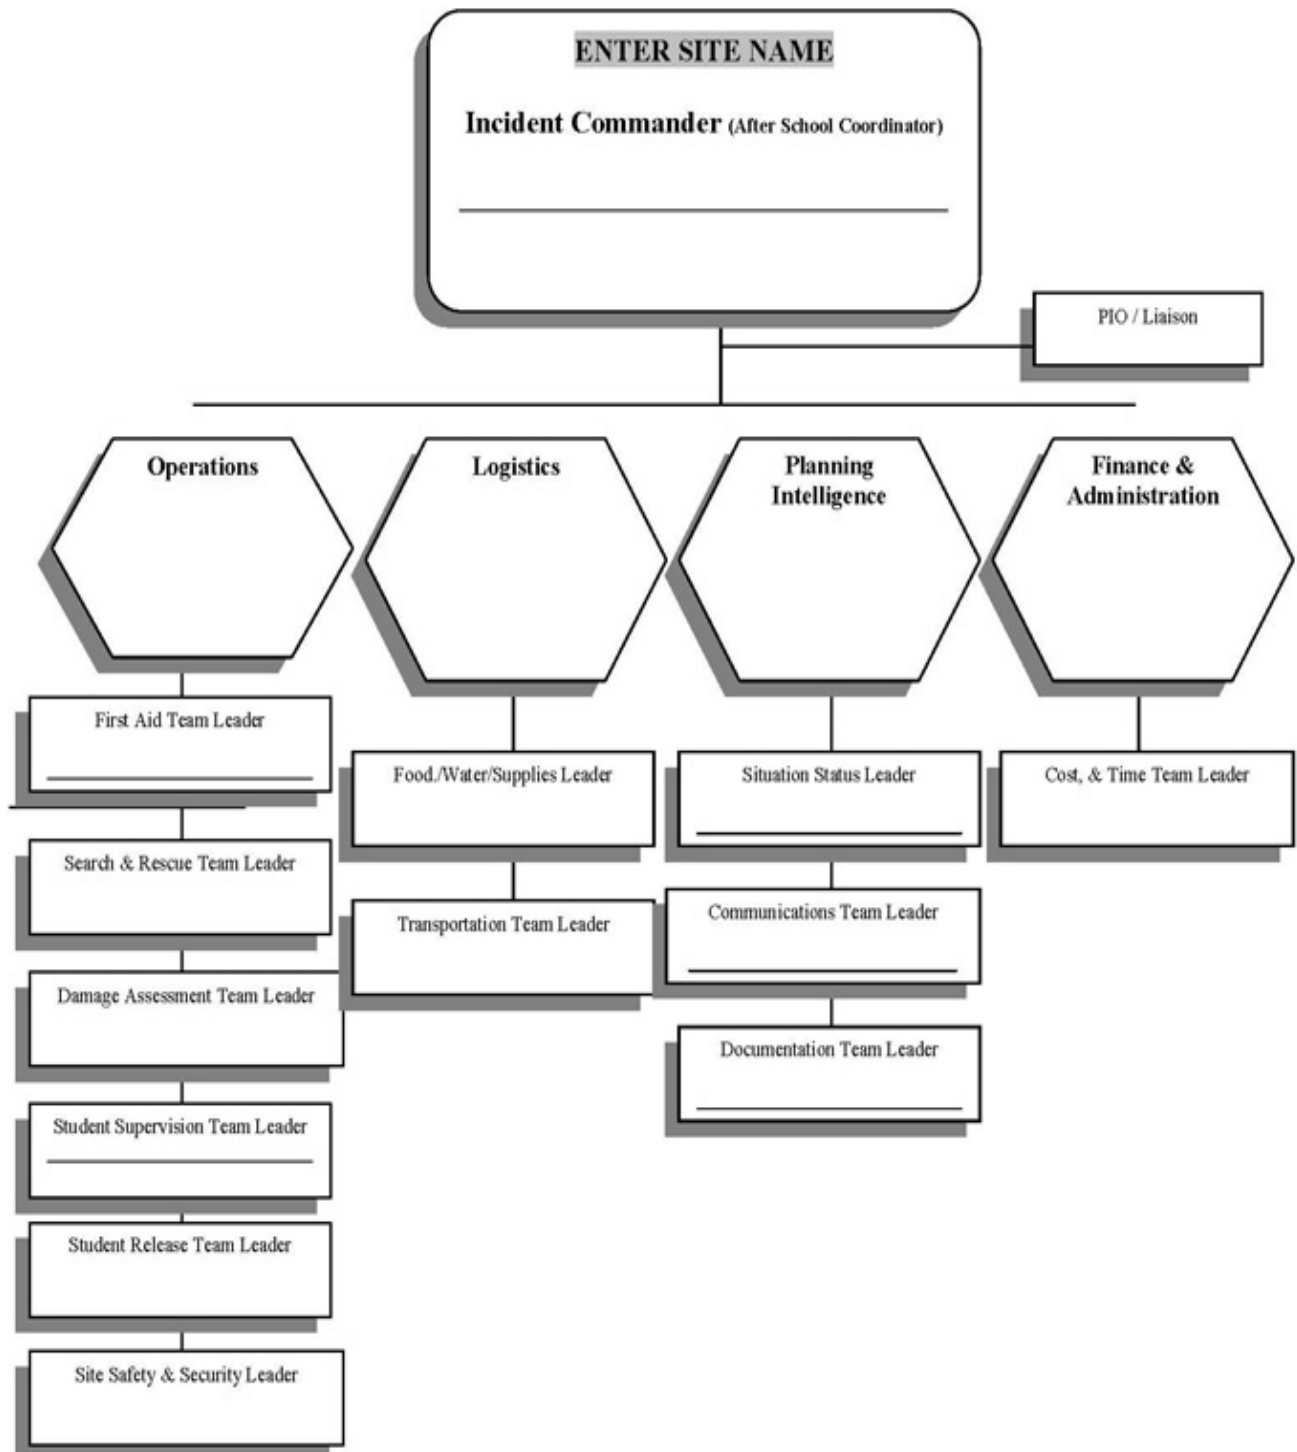 ENTER SITE NAME
Incident Commander (After School Coordinator)
PIO / Liaison
Operations
Logistics
Planning
Intelligence
Finance &
Administration
First Aid Team Leader
Search & Rescue Team Leader
Damage Assessment Team Leader
Student Supervision Team Leader
Student Release Team Leader
Site Safety & Security Leader
Food./Water/Supplies Leader
Transportation Team Leader
Situation Status Leader
Communications Team Leader
Documentation Team Leader
Cost, & Time Team Leader